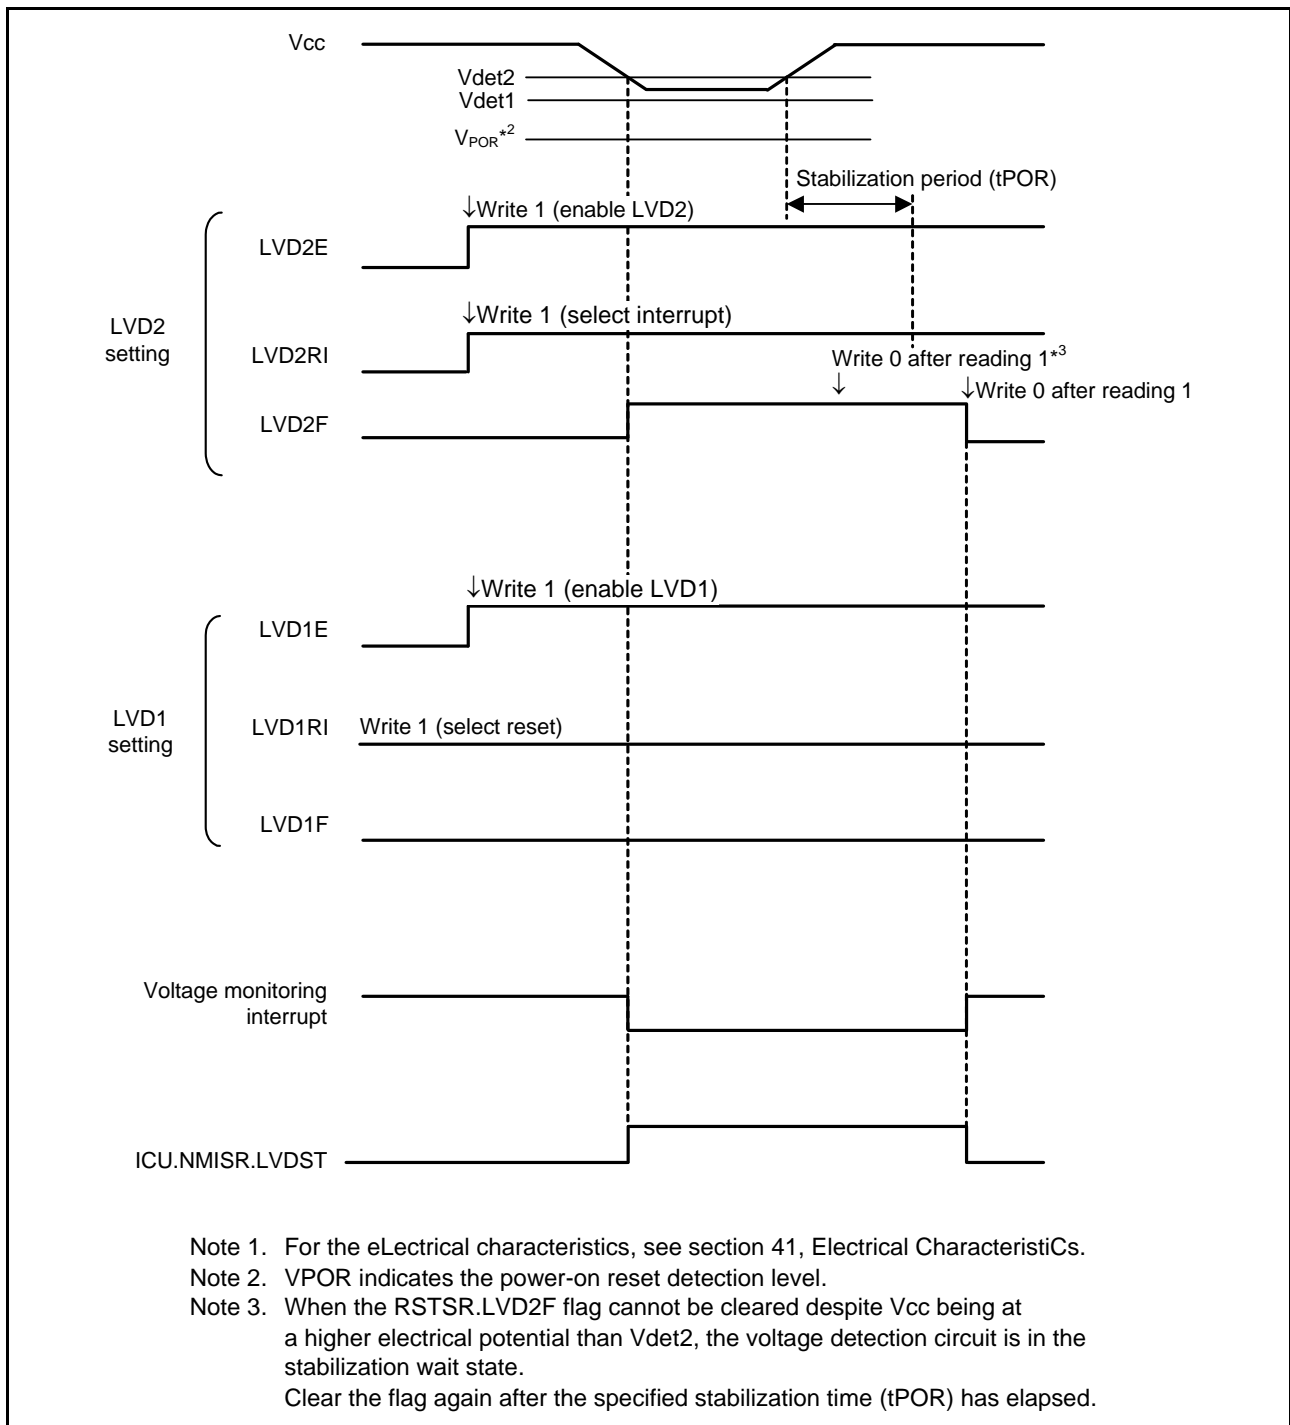 Vcc
Vdet2
Vdet1
VPOR*2
Stabilization period (tPOR)
↓Write 1 (enable LVD2)
LVD2E
↓Write 1 (select interrupt)
LVD2
setting
LVD2RI
Write 0 after reading 1*3
↓
↓Write 0 after reading 1
LVD2F
↓Write 1 (enable LVD1)
LVD1E
LVD1
setting
LVD1RI
Write 1 (select reset)
LVD1F
Voltage monitoring
interrupt
ICU.NMISR.LVDST
Note 1. For the eLectrical characteristics, see section 41, Electrical CharacteristiCs.
Note 2. VPOR indicates the power-on reset detection level.
Note 3. When the RSTSR.LVD2F flag cannot be cleared despite Vcc being at
a higher electrical potential than Vdet2, the voltage detection circuit is in the
stabilization wait state.
Clear the flag again after the specified stabilization time (tPOR) has elapsed.